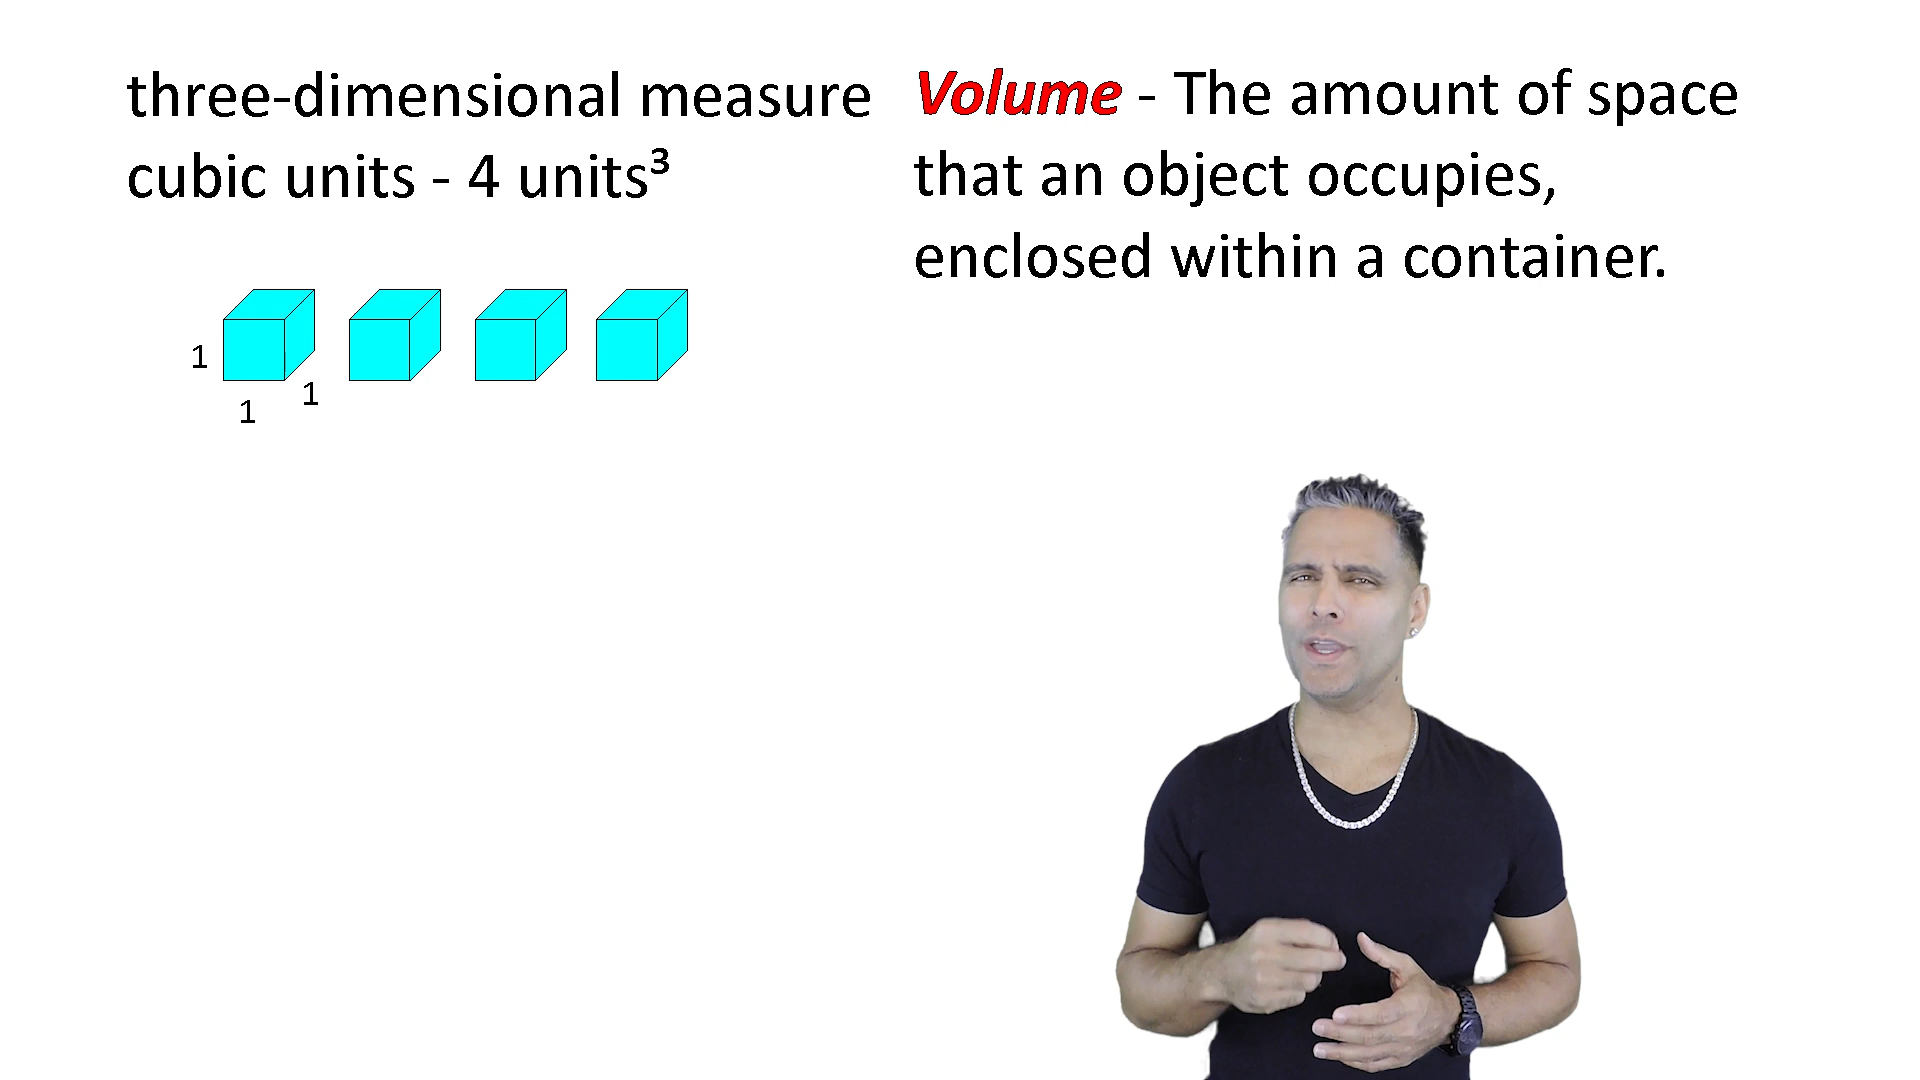 three-dimensional measure
cubic units - 4 units³
1
1
1
Volume - The amount of space
that an object occupies,
enclosed within a container.